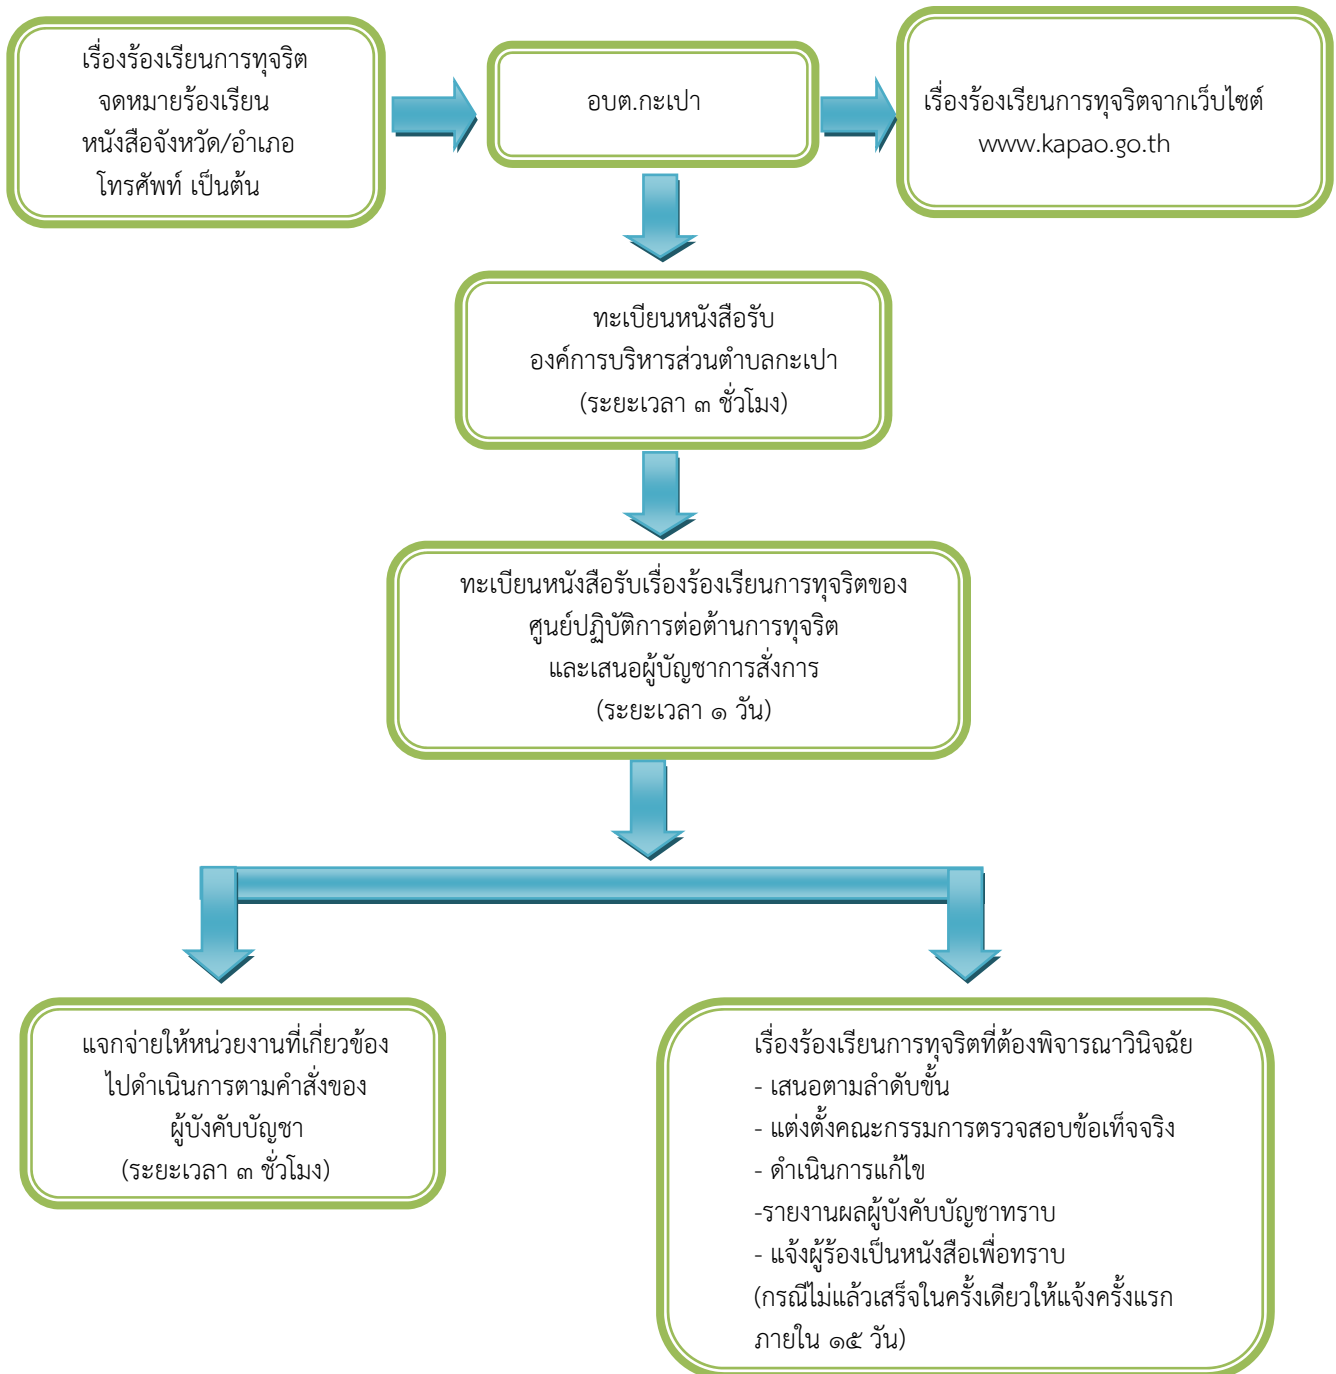 เรื่องร้องเรียนการทุจริต
จดหมายร้องเรียน
หนังสือจังหวัด/อำเภอ
โทรศัพท์ เป็นต้น
อบต.กะเปา
เรื่องร้องเรียนการทุจริตจากเว็บไซต์
www.kapao.go.th
ทะเบียนหนังสือรับ
องค์การบริหารส่วนตำบลกะเปา
(ระยะเวลา ๓ ชั่วโมง)
ทะเบียนหนังสือรับเรื่องร้องเรียนการทุจริตของ
ศูนย์ปฏิบัติการต่อต้านการทุจริต
และเสนอผู้บัญชาการสั่งการ
(ระยะเวลา ๑ วัน)
แจกจ่ายให้หน่วยงานที่เกี่ยวข้อง
ไปดำเนินการตามคำสั่งของ
ผู้บังคับบัญชา
(ระยะเวลา ๓ ชั่วโมง)
เรื่องร้องเรียนการทุจริตที่ต้องพิจารณาวินิจฉัย
- เสนอตามลำดับขั้น
- แต่งตั้งคณะกรรมการตรวจสอบข้อเท็จจริง
- ดำเนินการแก้ไข
-รายงานผลผู้บังคับบัญชาทราบ
- แจ้งผู้ร้องเป็นหนังสือเพื่อทราบ
(กรณีไม่แล้วเสร็จในครั้งเดียวให้แจ้งครั้งแรก
ภายใน ๑๕ วัน)